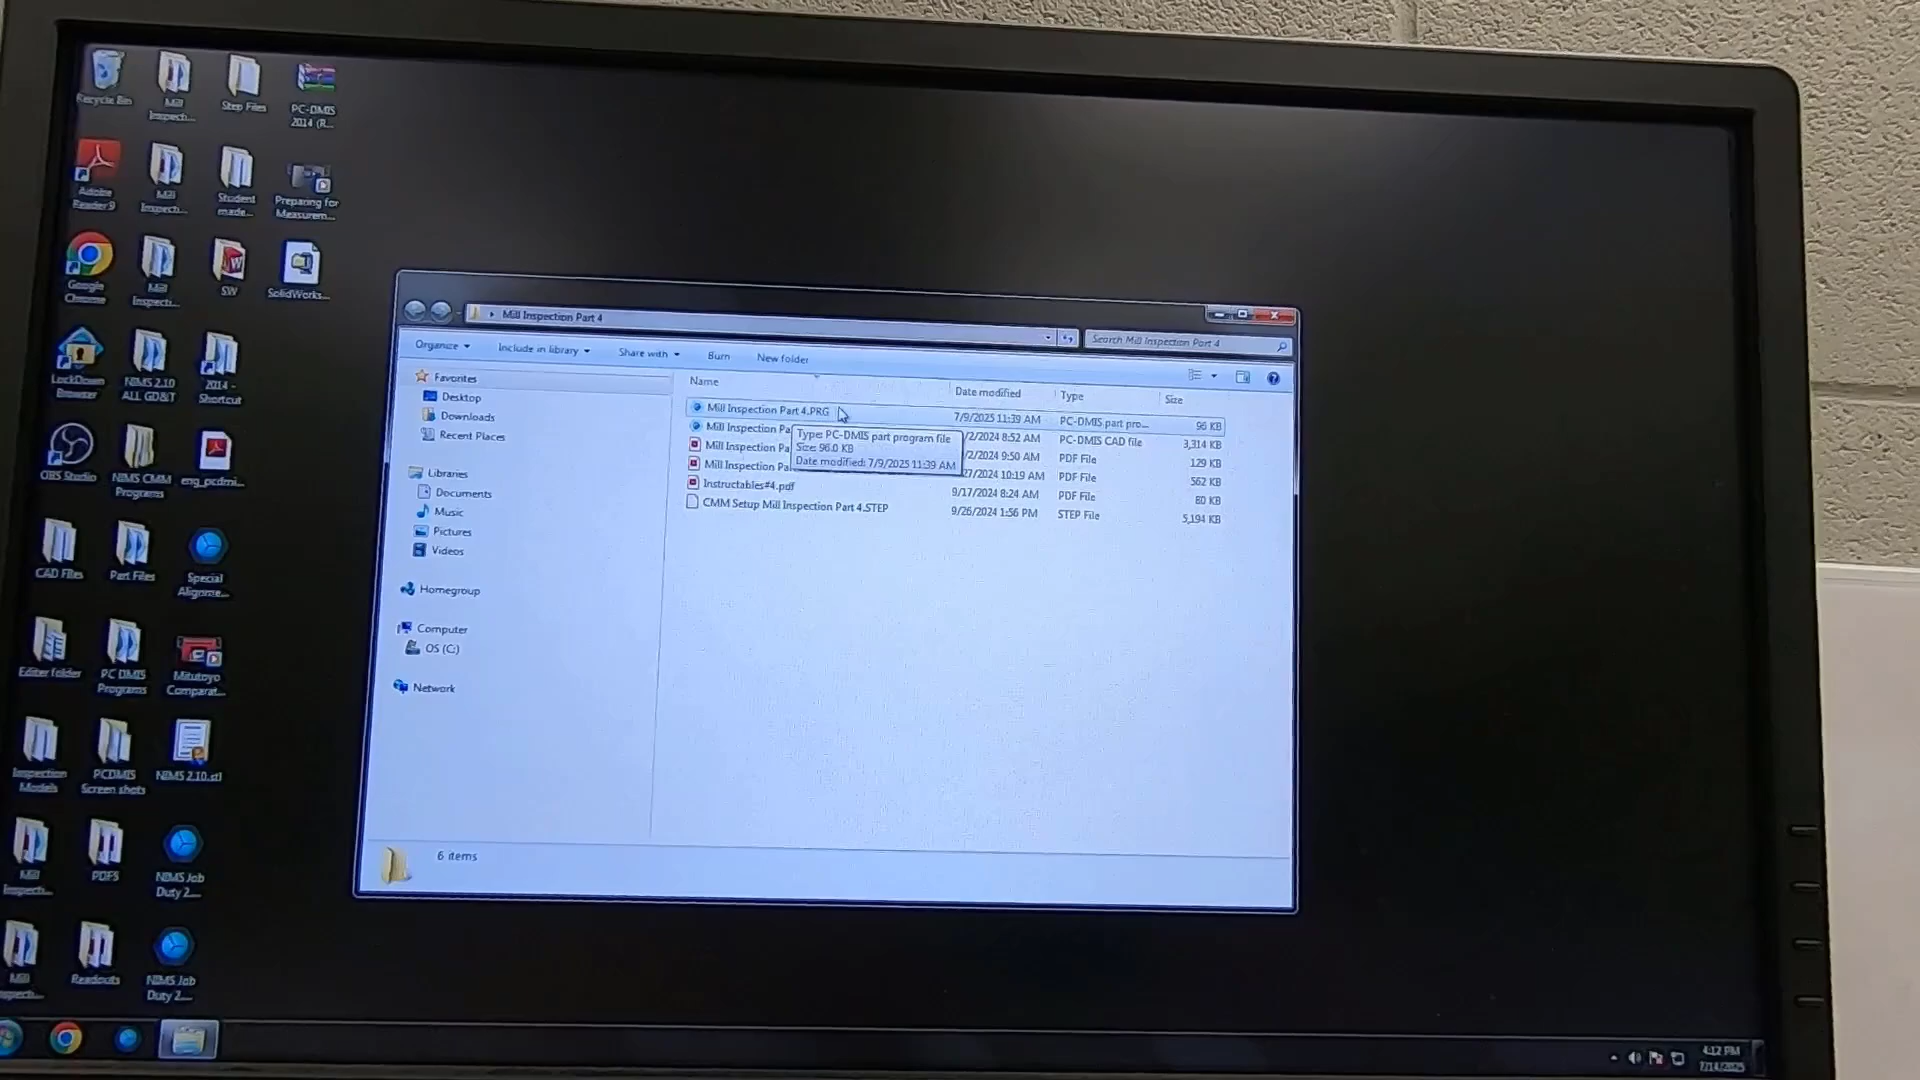 Recycle Bin
Mill
Inspect...
Step Files
PC-DMIS
2014 (R...
Adobe
Reader 9
Mill
Inspect...
Student
made...
Preparing for
Measurem...
Google
Chrome
Mill
Inspect...
SW
SolidWorks...
LockDown
Browser
NIMS 2.10
ALL GD&T
2014 -
Shortcut
OBS Studio
NIMS CMM
Programs
eng_pcdmi...
CAD Files
Part Files
Special
Alignme...
Editer folder
PC DMIS
Programs
Mitutoyo
Comparat...
Inspection
Models
PCDMIS
Screen shots
NIMS 2.10.stl
Mill
Inspect...
PDFS
NIMS Job
Duty 2....
Mill
Readouts
NIMS Job
Duty 2....
Mill Inspection Part 4
Search Mill Inspection Part 4
Organize
Include in library
Share with
Burn
New folder
Favorites
Desktop
Downloads
Recent Places
Libraries
Documents
Music
Pictures
Videos
Homegroup
Computer
OS (C:)
Network
Name
Date modified
Type
Size
Mill Inspection Part 4.PRG
7/9/2025 11:39 AM
PC-DMIS part pro...
96 KB
Mill Inspection Pa
/2/2024 8:52 AM
PC-DMIS CAD file
3,314 KB
Mill Inspection Pa
/2/2024 9:50 AM
PDF File
129 KB
Mill Inspection Pa
27/2024 10:19 AM
PDF File
562 KB
Instructables#4.pdf
9/17/2024 8:24 AM
PDF File
80 KB
CMM Setup Mill Inspection Part 4.STEP
9/26/2024 1:56 PM
STEP File
5,194 KB
Type: PC-DMIS part program file
Size: 96.0 KB
Date modified: 7/9/2025 11:39 AM
6 items
4:12 PM
7/14/2025